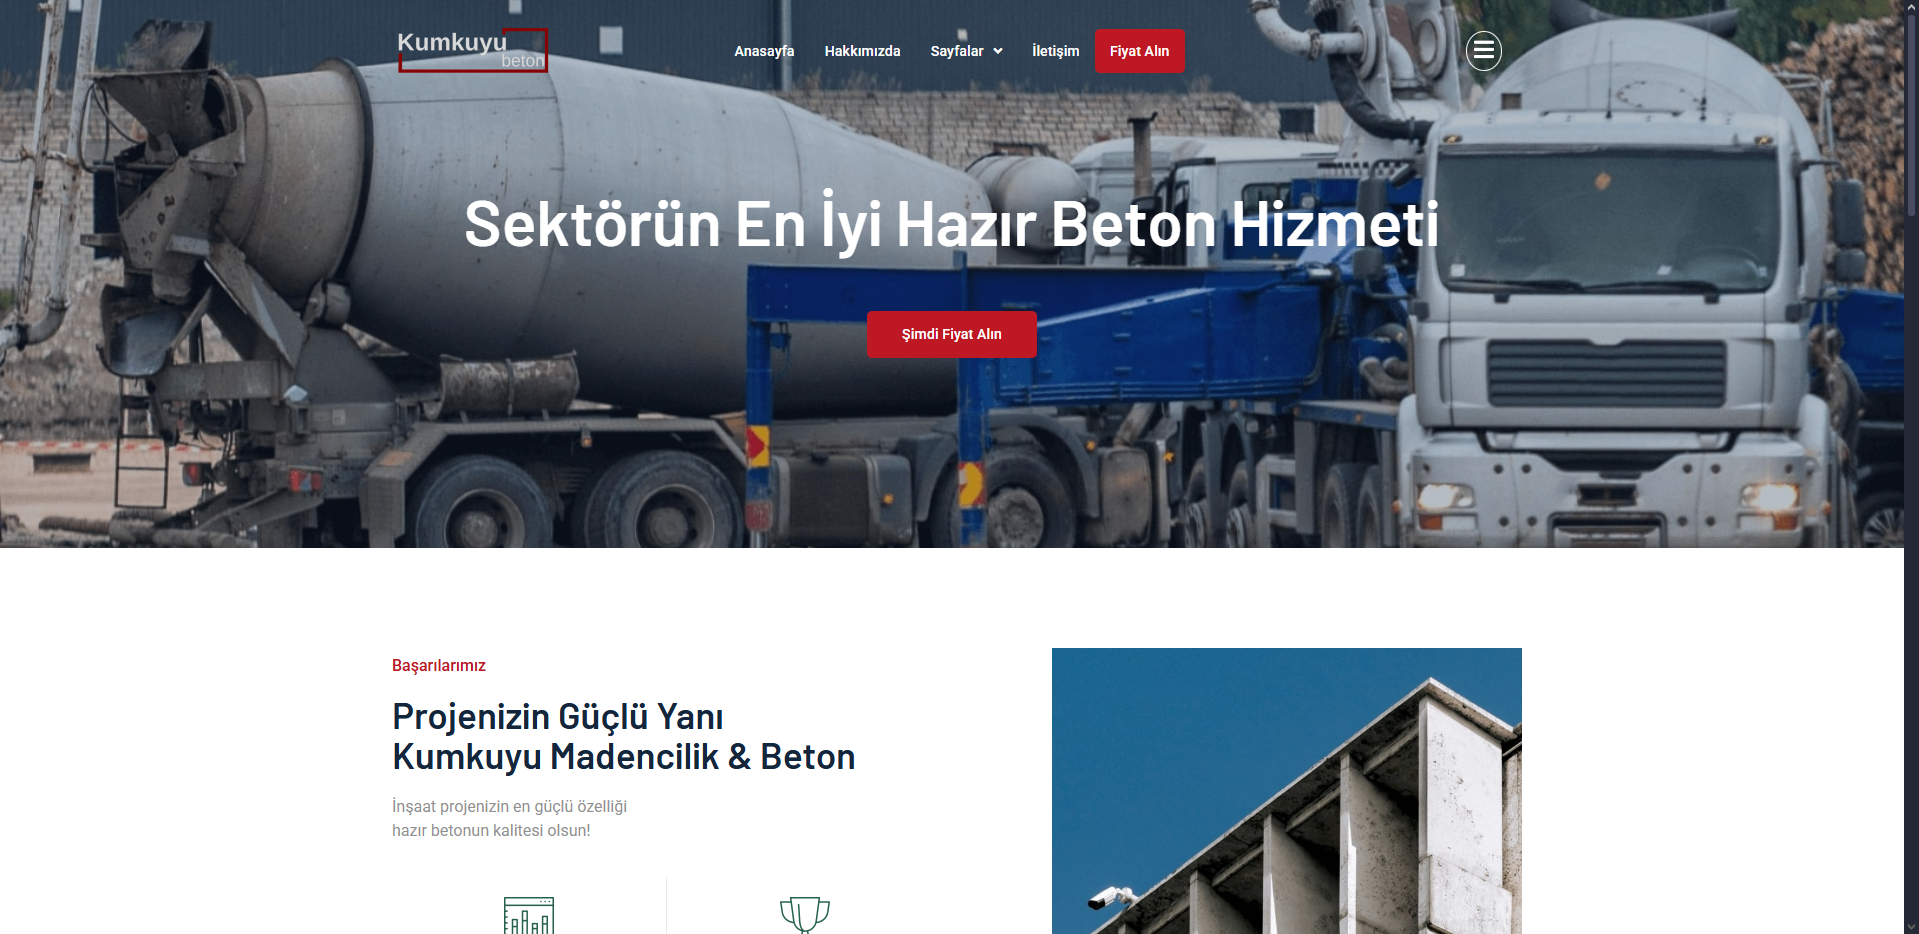 Kumkuyu
beton
Anasayfa
Hakkımızda
Sayfalar
İletişim
Fiyat Alın
Sektörün En İyi Hazır Beton Hizmeti
Şimdi Fiyat Alın
Başarılarımız
Projenizin Güçlü Yanı
Kumkuyu Madencilik & Beton
İnşaat projenizin en güçlü özelliği
hazır betonun kalitesi olsun!